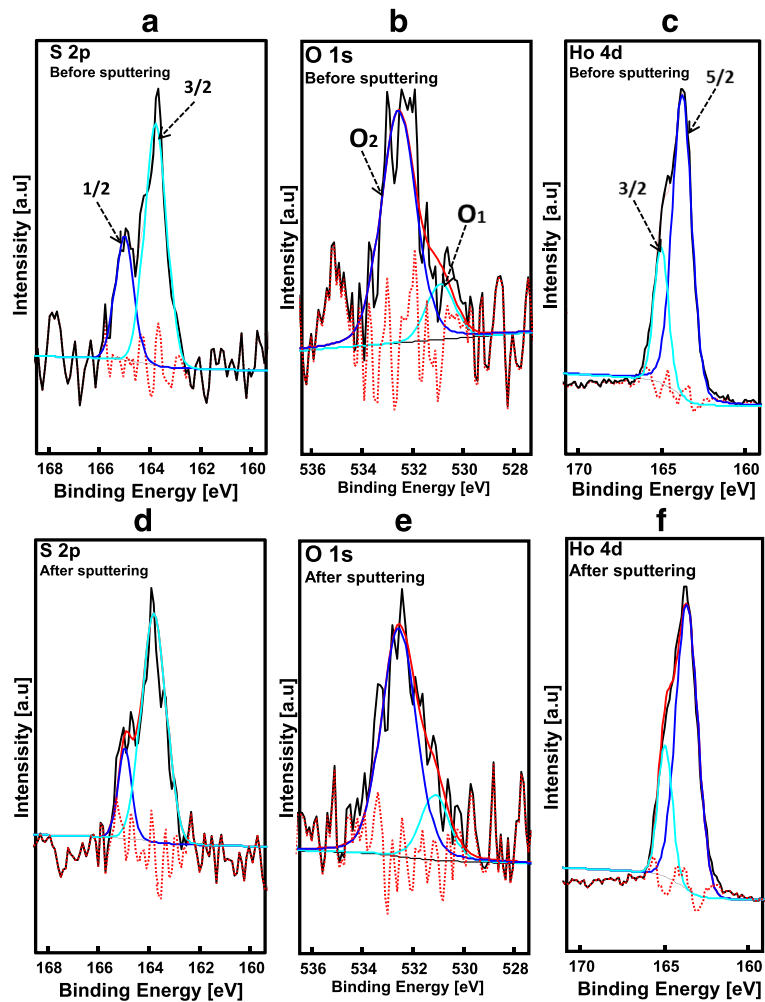 a
b
c
S 2p
Before sputtering
3/2
1/2
Intensisity [a.u]
168 166 164 162 160
Binding Energy [eV]
O 1s
Before sputtering
O2
O1
Intensisity [a.u]
536 534 532 530 528
Binding Energy [eV]
Ho 4d
Before sputtering
5/2
3/2
Intensisity [a.u]
170 165 160
Binding Energy [eV]
d
e
f
S 2p
After sputtering
Intensisity [a.u]
168 166 164 162 160
Binding Energy [eV]
O 1s
After sputtering
Intensisity [a.u]
536 534 532 530 528
Binding Energy [eV]
Ho 4d
After sputtering
Intensisity [a.u]
170 165 160
Binding Energy [eV]